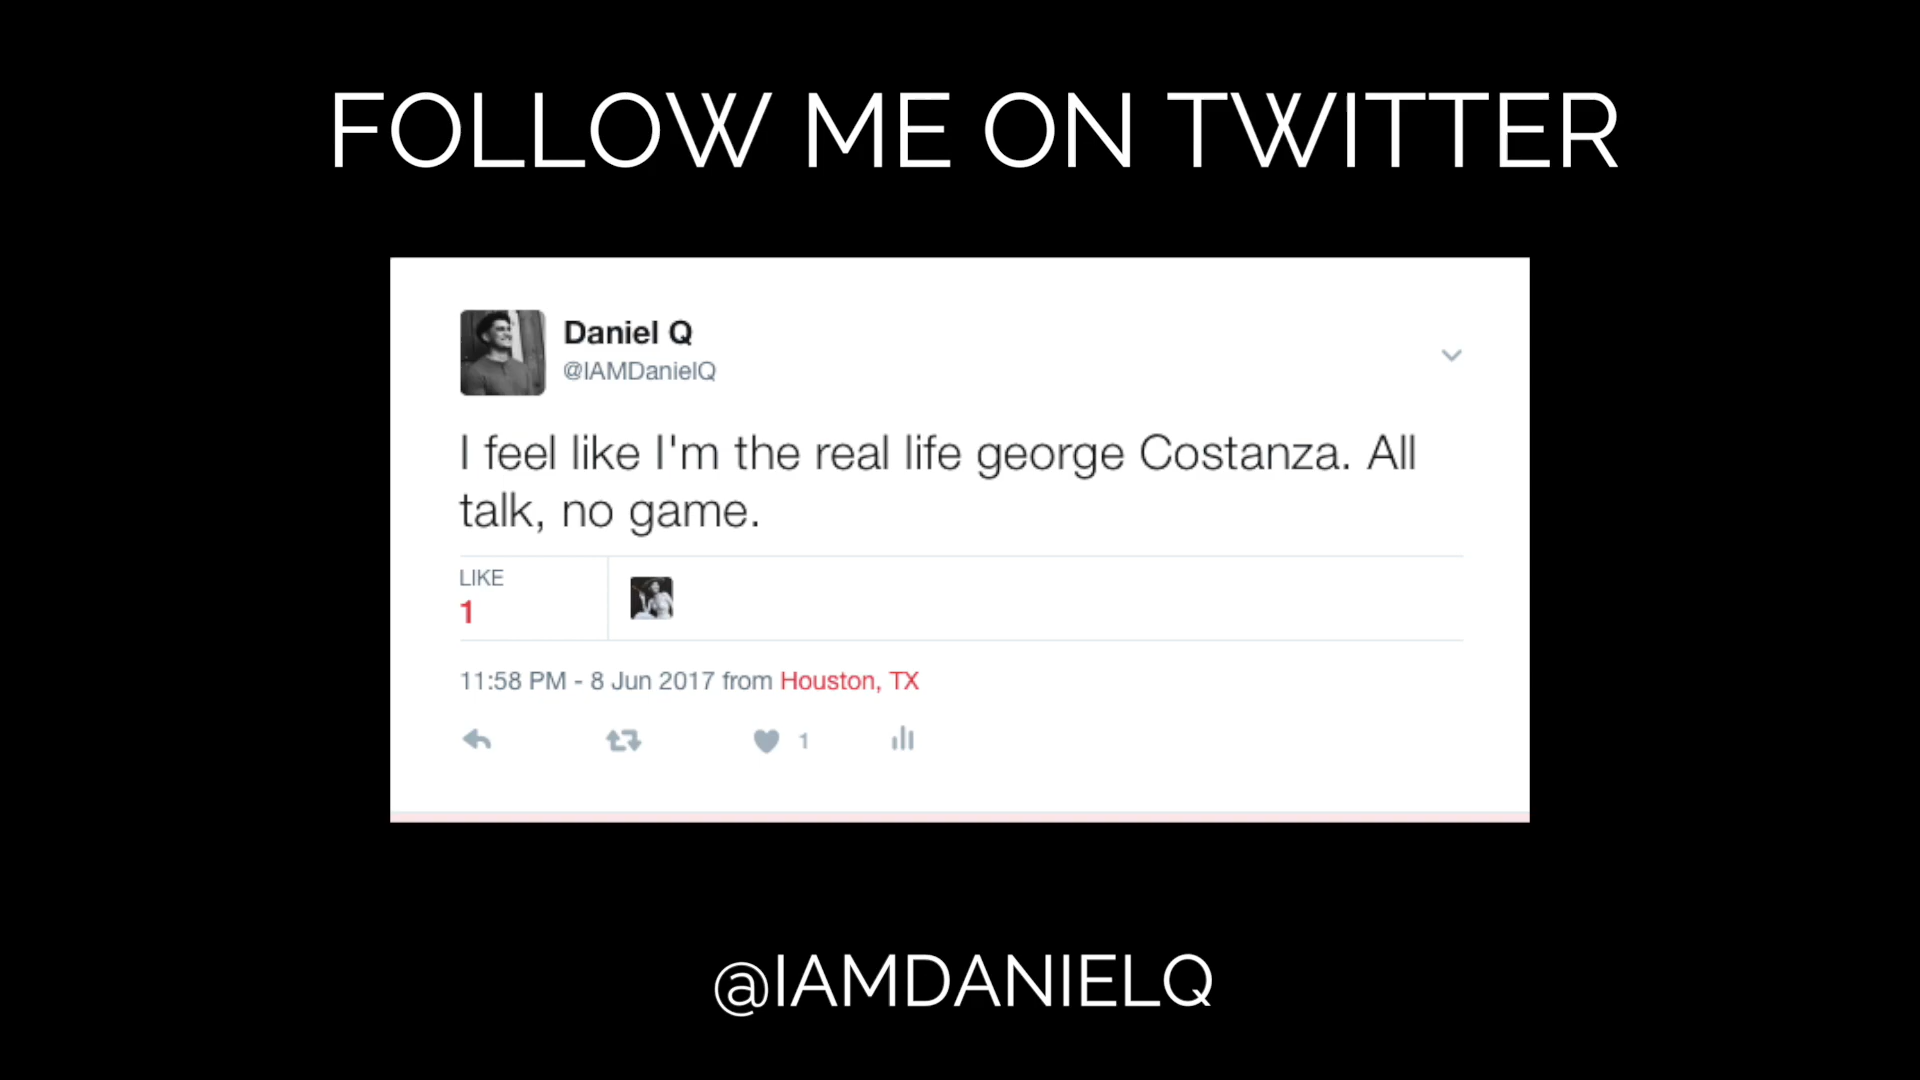 FOLLOW ME ON TWITTER
Daniel Q
@IAMDanielQ
I feel like I'm the real life george Costanza. All
talk, no game.
LIKE
1
11:58 PM - 8 Jun 2017 from Houston, TX
1
@IAMDANIELQ